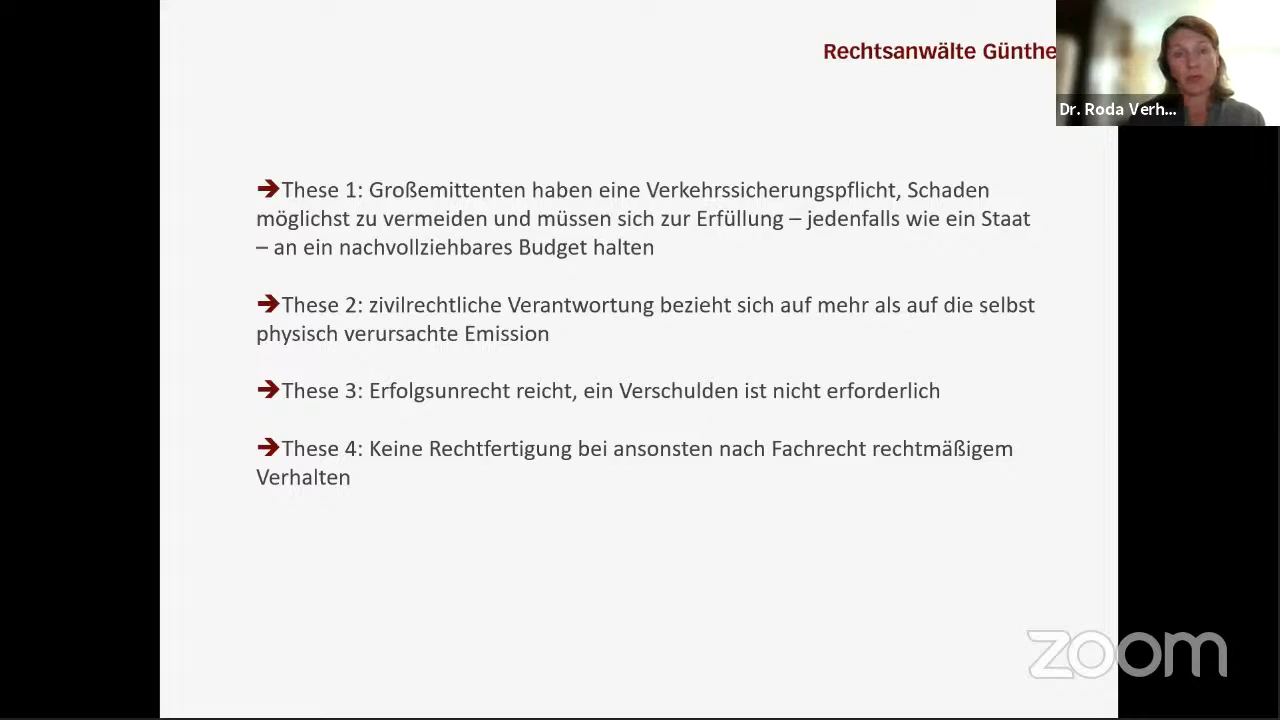 Rechtsanwälte Günthe
Dr. Roda Verh...
➔These 1: Großemittenten haben eine Verkehrssicherungspflicht, Schaden
möglichst zu vermeiden und müssen sich zur Erfüllung – jedenfalls wie ein Staat
– an ein nachvollziehbares Budget halten
➔These 2: zivilrechtliche Verantwortung bezieht sich auf mehr als auf die selbst
physisch verursachte Emission
➔These 3: Erfolgsunrecht reicht, ein Verschulden ist nicht erforderlich
➔These 4: Keine Rechtfertigung bei ansonsten nach Fachrecht rechtmäßigem
Verhalten
zoom